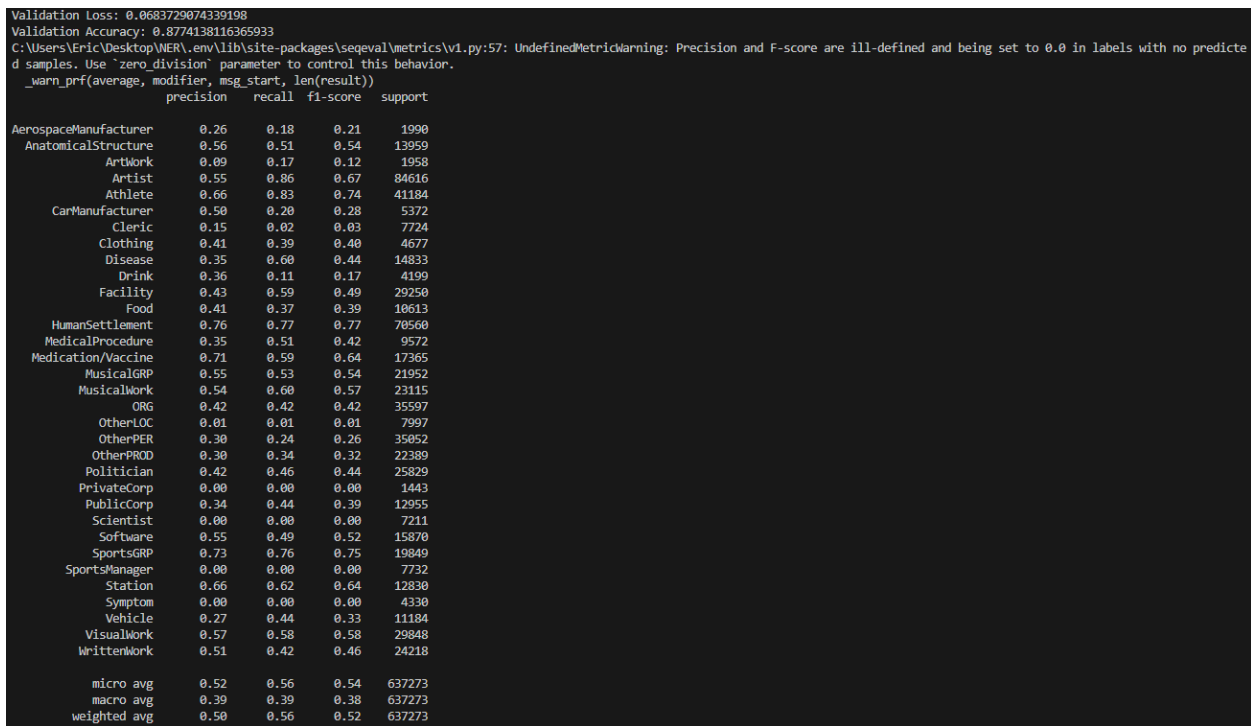 Validation Loss: 0.0683729074339198
Validation Accuracy: 0.8774138116365933
C:\Users\Eric\Desktop\NER\.env\lib\site-packages\seqeval\metrics\v1.py:57: UndefinedMetricWarning: Precision and F-score are ill-defined and being set to 0.0 in labels with no predicte
d samples. Use `zero_division` parameter to control this behavior.
_warn_prf(average, modifier, msg_start, len(result))
precision recall f1-score support
AerospaceManufacturer 0.26 0.18 0.21 1990
AnatomicalStructure 0.56 0.51 0.54 13959
ArtWork 0.09 0.17 0.12 1958
Artist 0.55 0.86 0.67 84616
Athlete 0.66 0.83 0.74 41184
CarManufacturer 0.50 0.20 0.28 5372
Cleric 0.15 0.02 0.03 7724
Clothing 0.41 0.39 0.40 4677
Disease 0.35 0.60 0.44 14833
Drink 0.36 0.11 0.17 4199
Facility 0.43 0.59 0.49 29250
Food 0.41 0.37 0.39 10613
HumanSettlement 0.76 0.77 0.77 70560
MedicalProcedure 0.35 0.51 0.42 9572
Medication/Vaccine 0.71 0.59 0.64 17365
MusicalGRP 0.55 0.53 0.54 21952
MusicalWork 0.54 0.60 0.57 23115
ORG 0.42 0.42 0.42 35597
OtherLOC 0.01 0.01 0.01 7997
OtherPER 0.30 0.24 0.26 35052
OtherPROD 0.30 0.34 0.32 22389
Politician 0.42 0.46 0.44 25829
PrivateCorp 0.00 0.00 0.00 1443
PublicCorp 0.34 0.44 0.39 12955
Scientist 0.00 0.00 0.00 7211
Software 0.55 0.49 0.52 15870
SportsGRP 0.73 0.76 0.75 19849
SportsManager 0.00 0.00 0.00 7732
Station 0.66 0.62 0.64 12830
Symptom 0.00 0.00 0.00 4330
Vehicle 0.27 0.44 0.33 11184
VisualWork 0.57 0.58 0.58 29848
WrittenWork 0.51 0.42 0.46 24218
micro avg 0.52 0.56 0.54 637273
macro avg 0.39 0.39 0.38 637273
weighted avg 0.50 0.56 0.52 637273